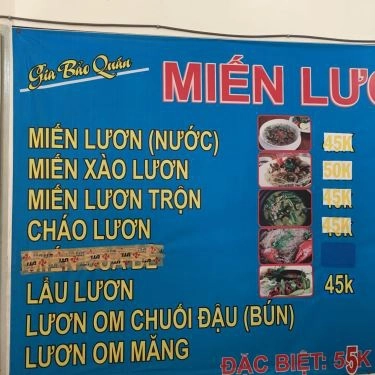 Gia Bảo Quán
MIẾN LƯƠ
MIẾN LƯƠN (NƯỚC) 45K
MIẾN XÀO LƯƠN 50K
MIẾN LƯƠN TRỘN 45K
CHÁO LƯƠN 45K
LẨU LƯƠN 45k
LƯƠN OM CHUỐI ĐẬU (BÚN)
LƯƠN OM MĂNG
ĐẶC BIỆT: 55K